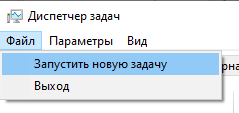 Диспетчер задач
Файл Параметры Вид
Запустить новую задачу
Выход